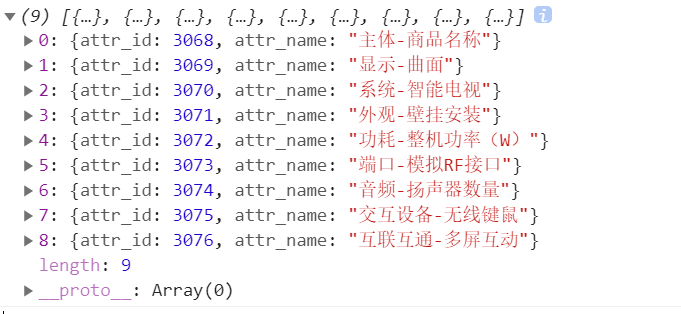 (9) [{…}, {…}, {…}, {…}, {…}, {…}, {…}, {…}, {…}] i
0: {attr_id: 3068, attr_name: "主体-商品名称"}
1: {attr_id: 3069, attr_name: "显示-曲面"}
2: {attr_id: 3070, attr_name: "系统-智能电视"}
3: {attr_id: 3071, attr_name: "外观-壁挂安装"}
4: {attr_id: 3072, attr_name: "功耗-整机功率（W）"}
5: {attr_id: 3073, attr_name: "端口-模拟RF接口"}
6: {attr_id: 3074, attr_name: "音频-扬声器数量"}
7: {attr_id: 3075, attr_name: "交互设备-无线键鼠"}
8: {attr_id: 3076, attr_name: "互联互通-多屏互动"}
length: 9
__proto__: Array(0)